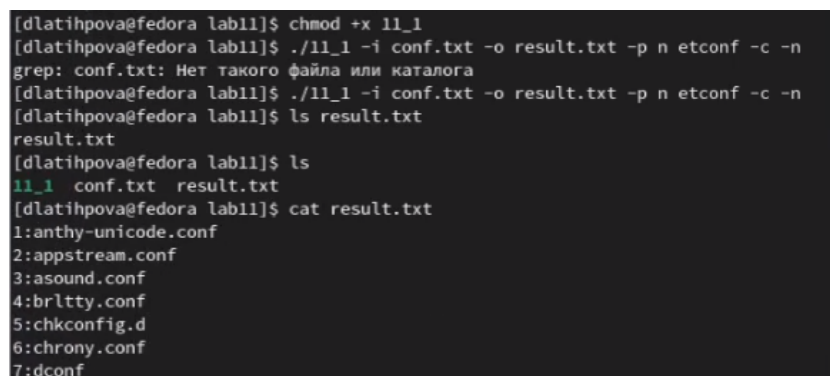 [dlatihpova@fedora lab11]$ chmod +x 11_1
[dlatihpova@fedora lab11]$ ./11_1 -i conf.txt -o result.txt -p n etconf -c -n
grep: conf.txt: Нет такого файла или каталога
[dlatihpova@fedora lab11]$ ./11_1 -i conf.txt -o result.txt -p n etconf -c -n
[dlatihpova@fedora lab11]$ ls result.txt
result.txt
[dlatihpova@fedora lab11]$ ls
11_1  conf.txt  result.txt
[dlatihpova@fedora lab11]$ cat result.txt
1:anthy-unicode.conf
2:appstream.conf
3:asound.conf
4:brltty.conf
5:chkconfig.d
6:chrony.conf
7:dconf